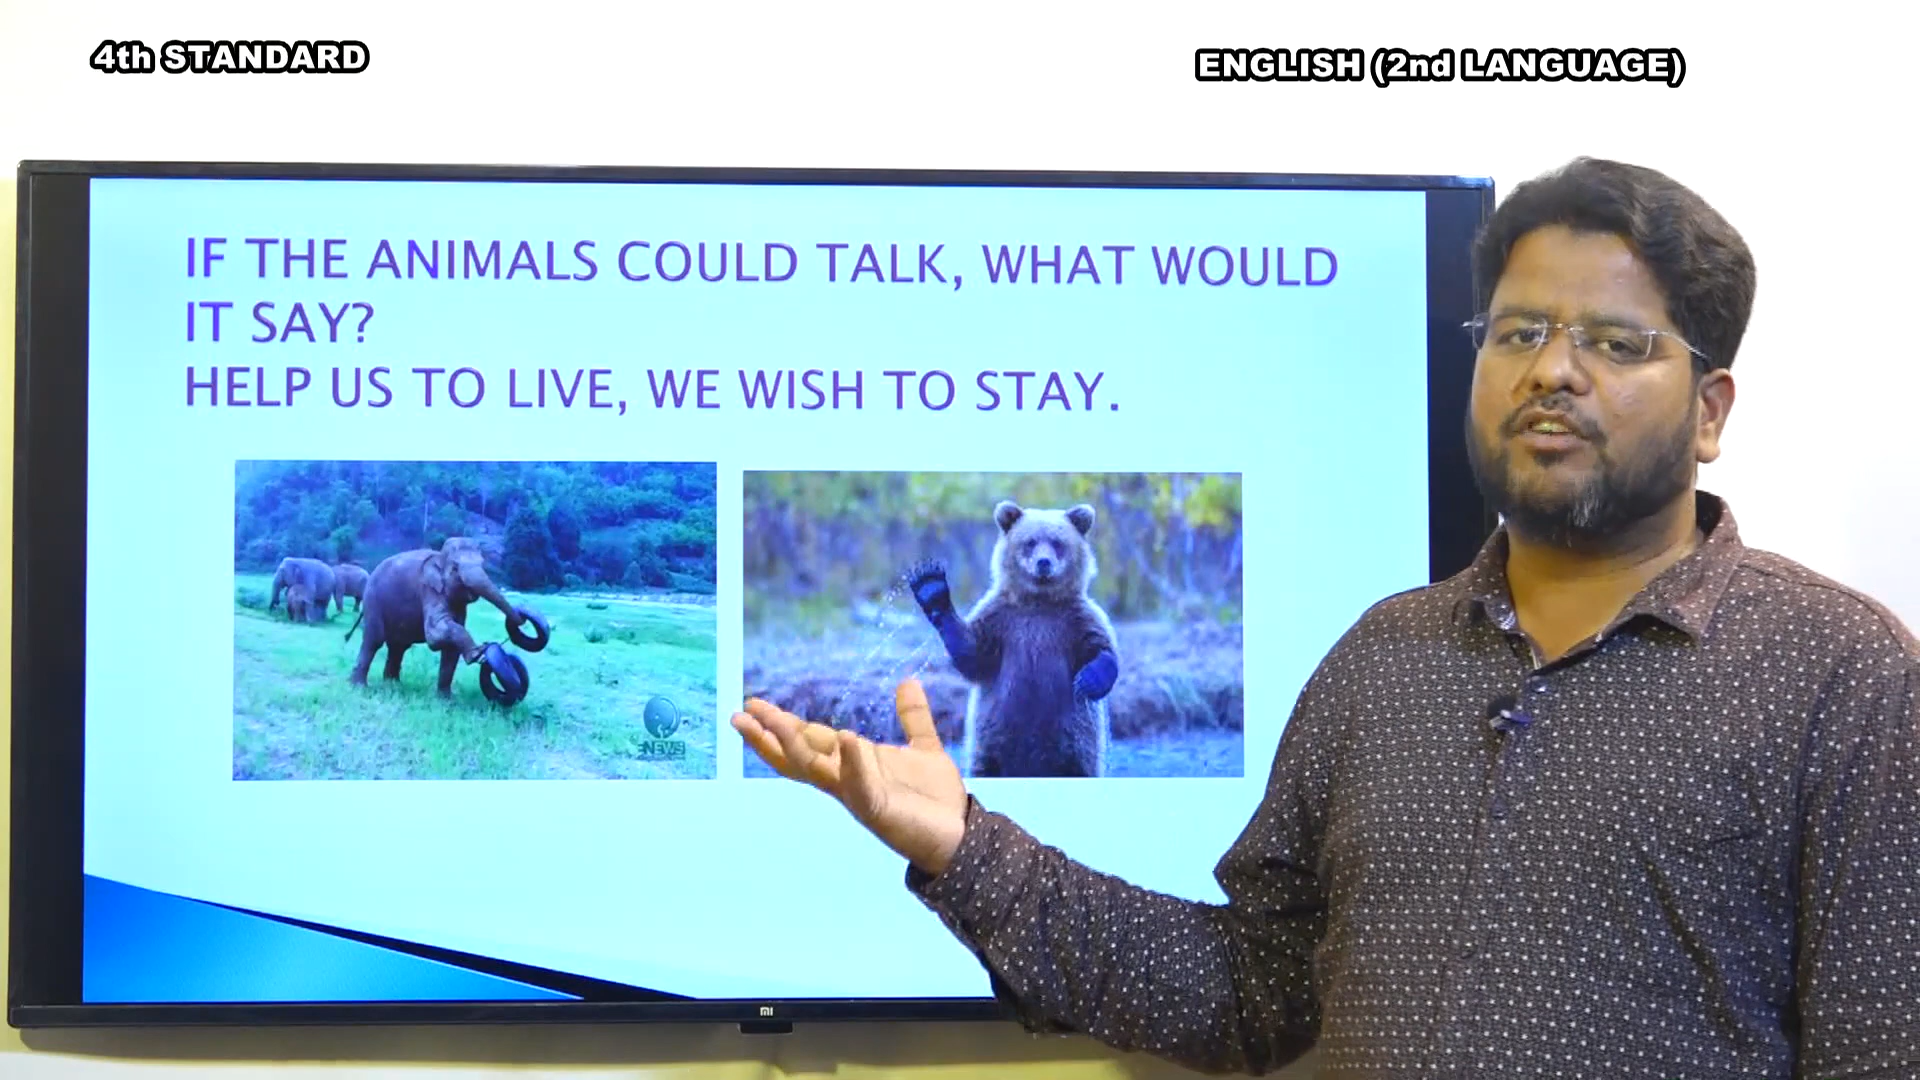 4th STANDARD
ENGLISH (2nd LANGUAGE)
IF THE ANIMALS COULD TALK, WHAT WOULD
IT SAY?
HELP US TO LIVE, WE WISH TO STAY.
NEWS
mi